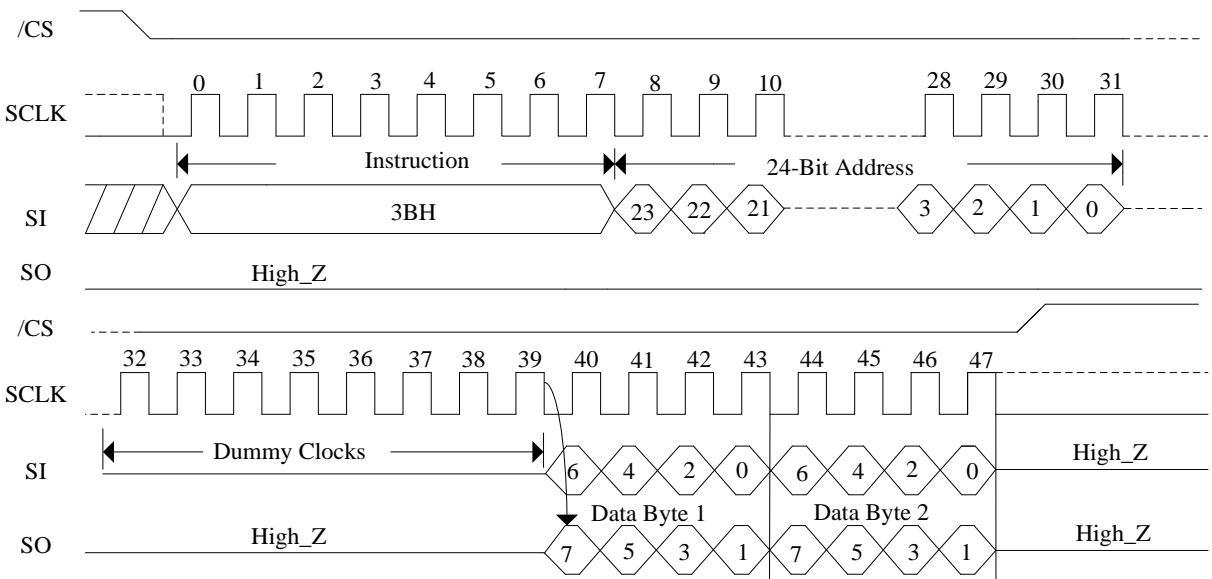 /CS
0 1 2 3 4 5 6 7 8 9 10 28 29 30 31
SCLK
Instruction 24-Bit Address
SI 3BH 23 22 21 3 2 1 0
SO High_Z
/CS
32 33 34 35 36 37 38 39 40 41 42 43 44 45 46 47
SCLK
Dummy Clocks
SI 6 4 2 0 6 4 2 0 High_Z
Data Byte 1 Data Byte 2
SO High_Z 7 5 3 1 7 5 3 1 High_Z